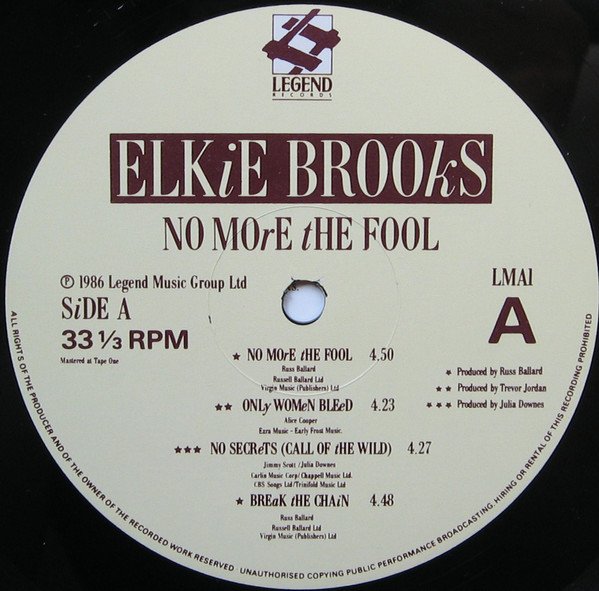 LEGEND
RECORDS
ELKiE BROOkS
NO MOrE tHE FOOL
℗ 1986 Legend Music Group Ltd
LMA1
SiDE A
A
33 1/3 RPM
Mastered at Tape One
★ NO MOrE tHE FOOL 4.50
Russ Ballard
Russell Ballard Ltd
Virgin Music (Publishers) Ltd
★ Produced by Russ Ballard
★★ Produced by Trevor Jordan
★★★ Produced by Julia Downes
★★ ONLy WOMeN BLEeD 4.23
Alice Cooper
Ezra Music - Early Frost Music.
★★★ NO SECReTS (CALL OF tHE WILD) 4.27
Jimmy Scott /Julia Downes
Carlin Music Corp/Chappell Music Ltd.
CBS Songs Ltd/Trinifold Music Ltd
★ BREaK tHE CHAiN 4.48
Russ Ballard
Russell Ballard Ltd
Virgin Music (Publishers) Ltd
ALL RIGHTS OF THE PRODUCER AND OF THE OWNER OF THE RECORDED WORK RESERVED UNAUTHORISED COPYING PUBLIC PERFORMANCE BROADCASTING, HIRING OR RENTAL OF THIS RECORDING PROHIBITED